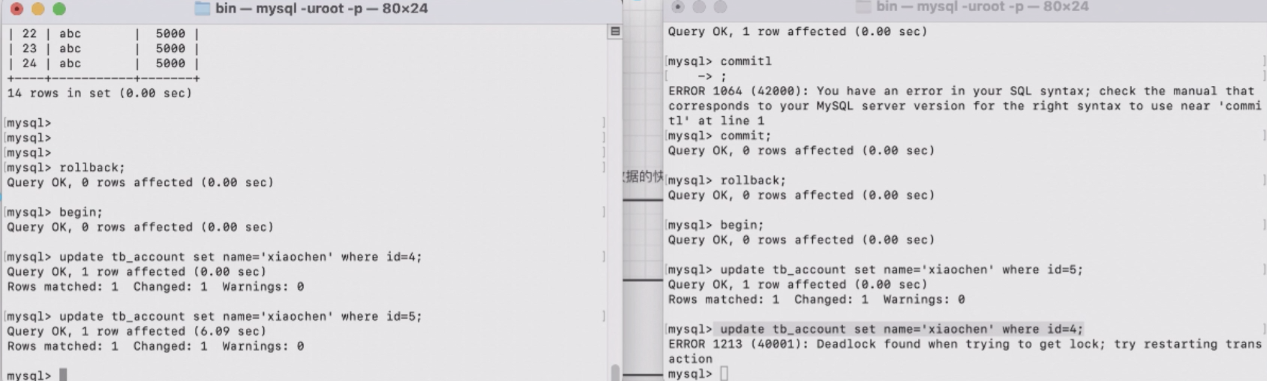 bin — mysql -uroot -p — 80×24
| 22 | abc | 5000 |
| 23 | abc | 5000 |
| 24 | abc | 5000 |
+----+-----------+-------+
14 rows in set (0.00 sec)
[mysql> ]
[mysql> ]
[mysql> ]
[mysql> rollback; ]
Query OK, 0 rows affected (0.00 sec)
[mysql> begin; ]
Query OK, 0 rows affected (0.00 sec)
[mysql> update tb_account set name='xiaochen' where id=4; ]
Query OK, 1 row affected (0.00 sec)
Rows matched: 1 Changed: 1 Warnings: 0
[mysql> update tb_account set name='xiaochen' where id=5; ]
Query OK, 1 row affected (6.09 sec)
Rows matched: 1 Changed: 1 Warnings: 0
mysql>
据的快
bin — mysql -uroot -p — 80×24
Query OK, 1 row affected (0.00 sec)
[mysql> commitl ]
[ -> ; ]
ERROR 1064 (42000): You have an error in your SQL syntax; check the manual that
corresponds to your MySQL server version for the right syntax to use near 'commi
tl' at line 1
[mysql> commit; ]
Query OK, 0 rows affected (0.00 sec)
[mysql> rollback; ]
Query OK, 0 rows affected (0.00 sec)
[mysql> begin; ]
Query OK, 0 rows affected (0.00 sec)
[mysql> update tb_account set name='xiaochen' where id=5; ]
Query OK, 1 row affected (0.00 sec)
Rows matched: 1 Changed: 1 Warnings: 0
[mysql> update tb_account set name='xiaochen' where id=4; ]
ERROR 1213 (40001): Deadlock found when trying to get lock; try restarting trans
action
mysql>